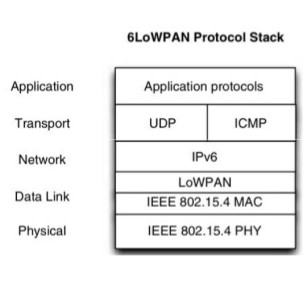 6LoWPAN Protocol Stack
Application
Application protocols
Transport
UDP
ICMP
Network
IPv6
LoWPAN
Data Link
IEEE 802.15.4 MAC
Physical
IEEE 802.15.4 PHY